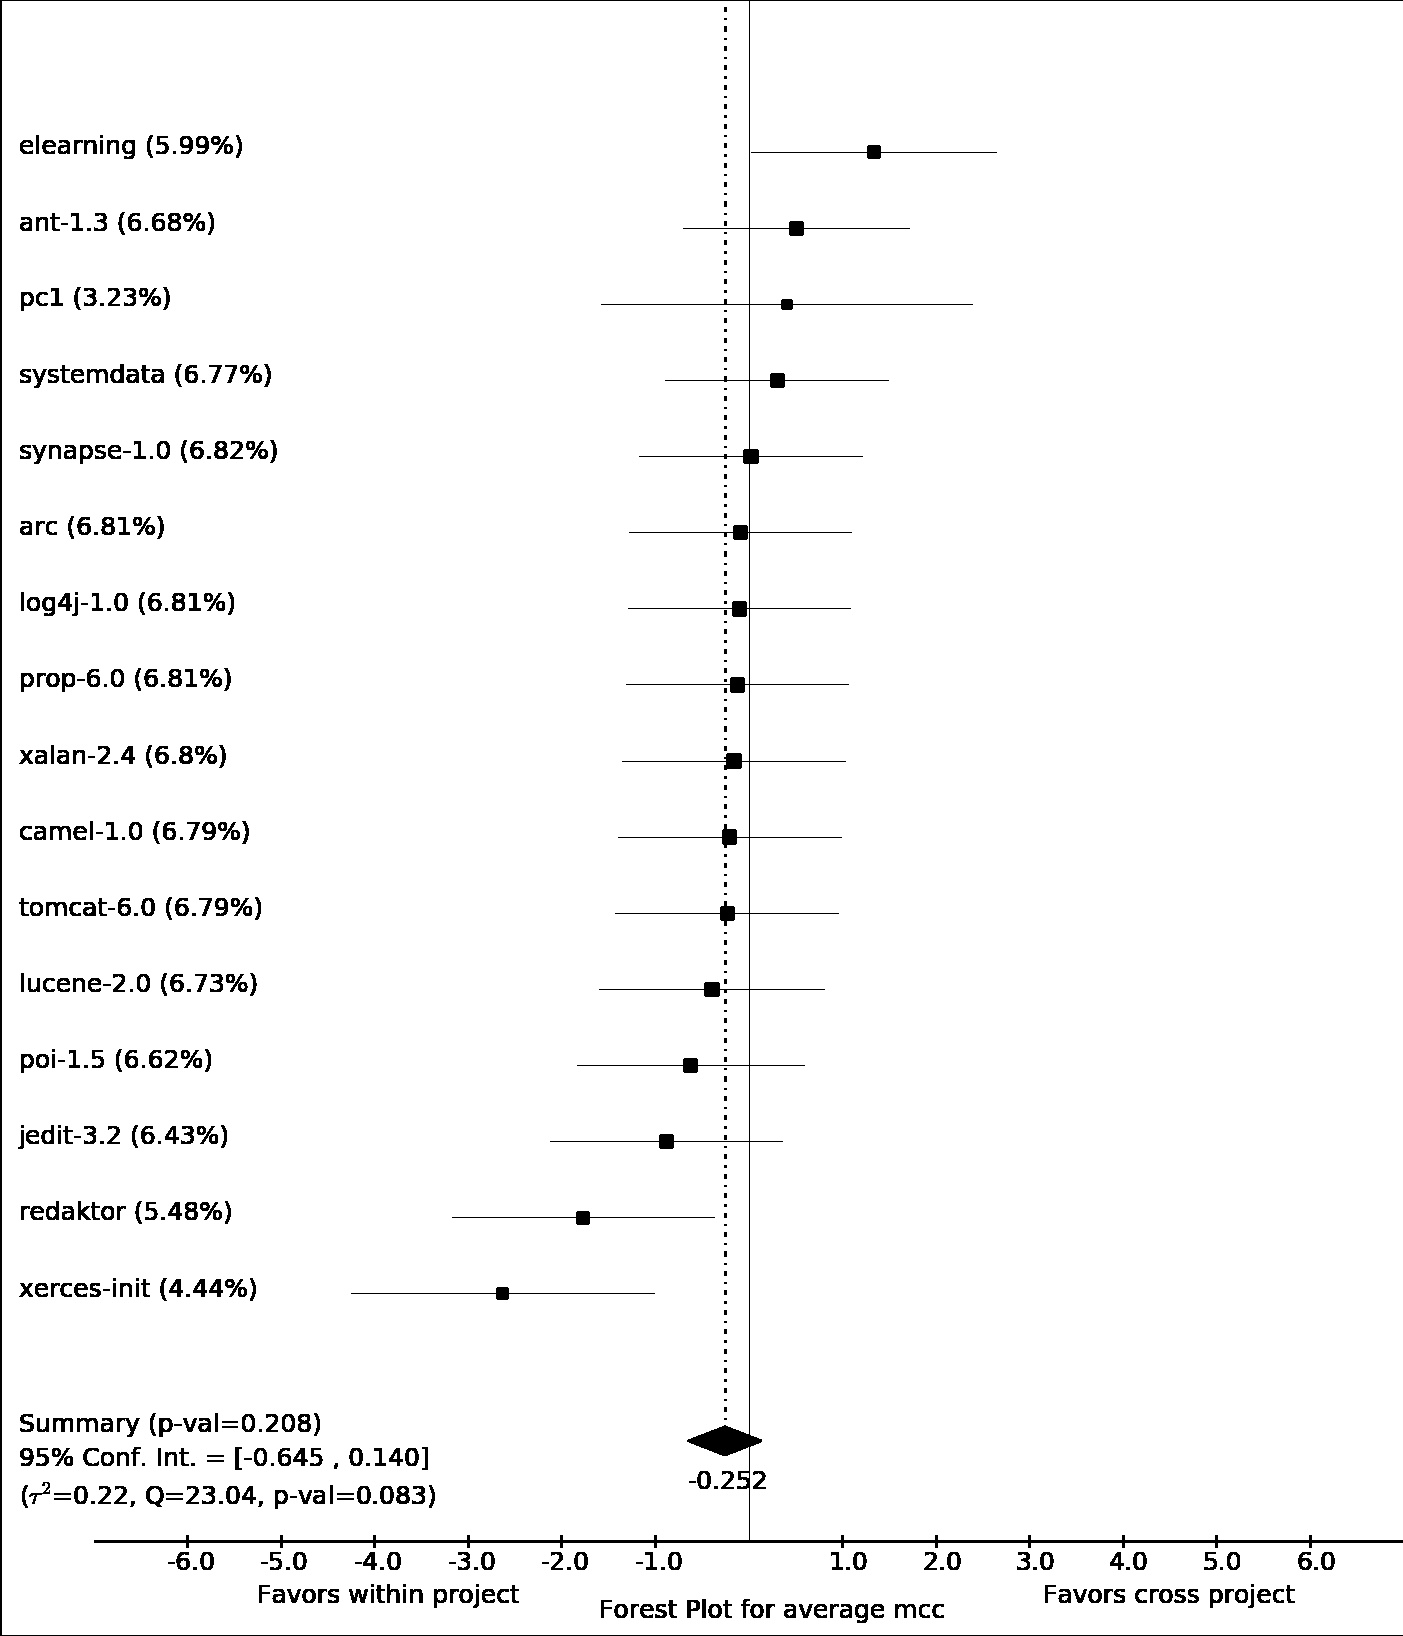 elearning (5.99%)
ant-1.3 (6.68%)
pc1 (3.23%)
systemdata (6.77%)
synapse-1.0 (6.82%)
arc (6.81%)
log4j-1.0 (6.81%)
prop-6.0 (6.81%)
xalan-2.4 (6.8%)
camel-1.0 (6.79%)
tomcat-6.0 (6.79%)
lucene-2.0 (6.73%)
poi-1.5 (6.62%)
jedit-3.2 (6.43%)
redaktor (5.48%)
xerces-init (4.44%)
Summary (p-val=0.208)
95% Conf. Int. = [-0.645 , 0.140]
-0.252
(τ²=0.22, Q=23.04, p-val=0.083)
-6.0 -5.0 -4.0 -3.0 -2.0 -1.0 1.0 2.0 3.0 4.0 5.0 6.0
Favors within project Favors cross project
Forest Plot for average mcc